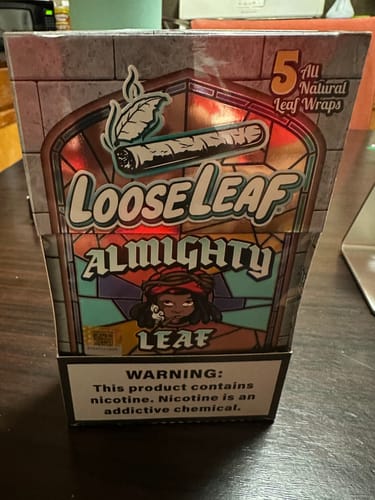 5 All
Natural
Leaf Wraps
LOOSELEAF
ALMIGHTY
LEAF
WARNING:
This product contains
nicotine. Nicotine is an
addictive chemical.